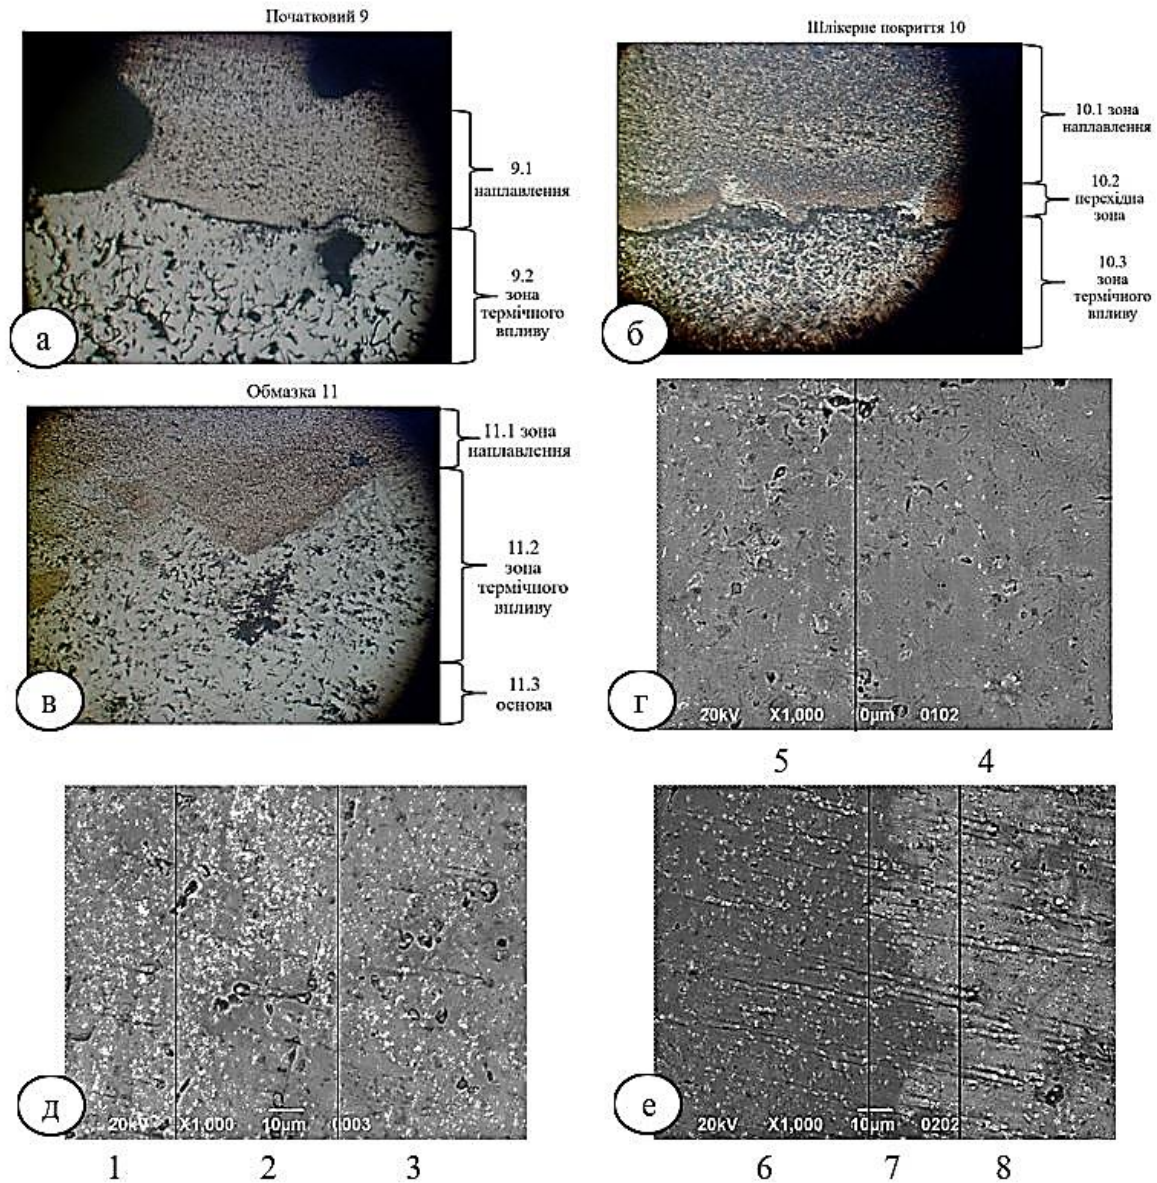 Початковий 9
9.1
наплавлення
9.2
зона
термічного
впливу
а
Шлікерне покриття 10
10.1 зона
наплавлення
10.2
перехідна
зона
10.3
зона
термічного
впливу
б
Обмазка 11
11.1 зона
наплавлення
11.2
зона
термічного
впливу
11.3
основа
в
20kV X1,000 10µm 0102
г
5 4
20kV X1,000 10µm 0003
д
1 2 3
20kV X1,000 10µm 0202
е
6 7 8